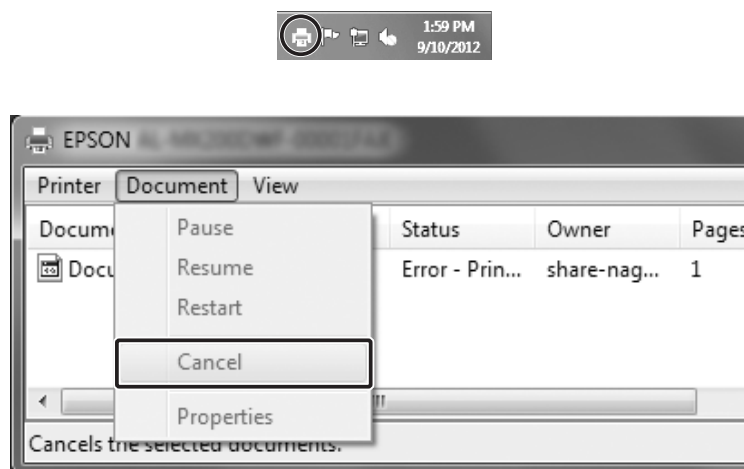 1:59 PM
9/10/2012
EPSON
Printer Document View
Docum Status Owner Pages
Pause
Docu Error - Prin... share-nag... 1
Resume
Restart
Cancel
Properties
Cancels the selected documents.